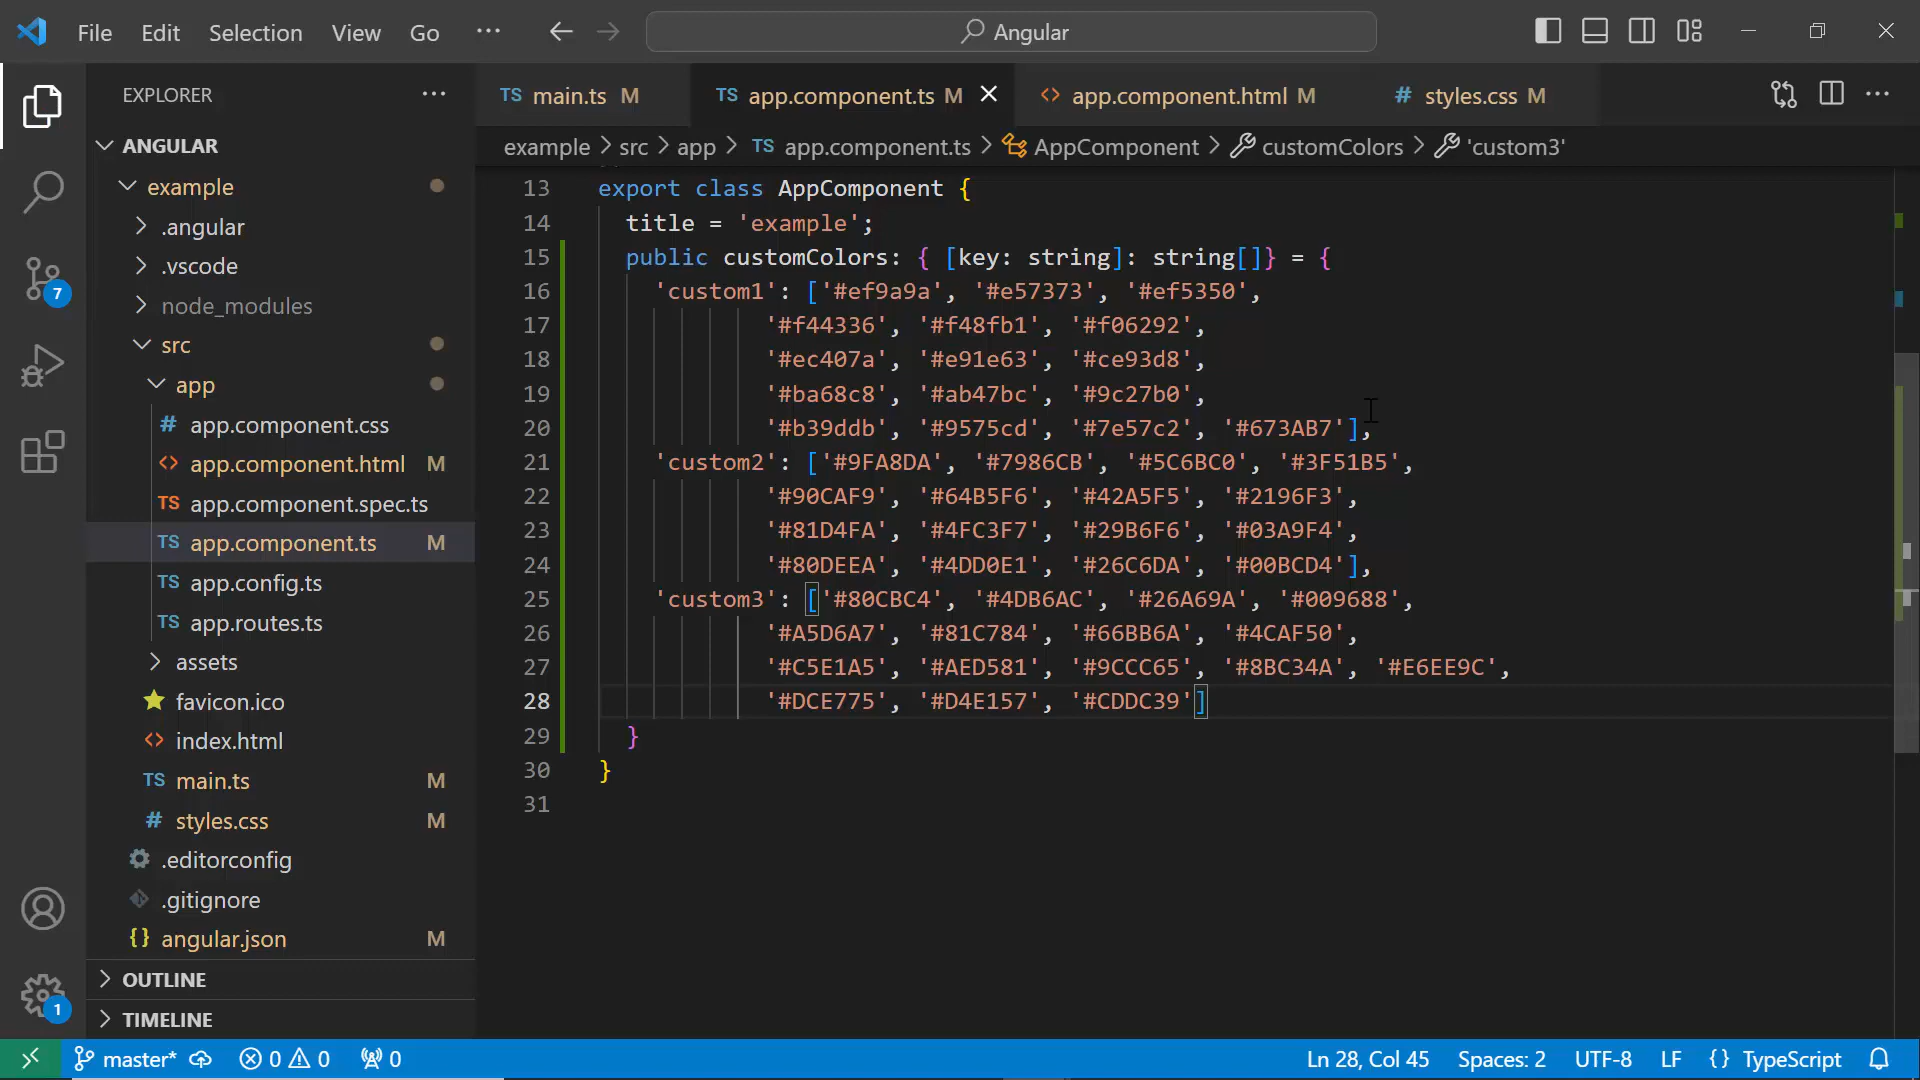 File Edit Selection View Go ··· Angular
EXPLORER ···
TS main.ts M
TS app.component.ts M
<> app.component.html M
# styles.css M
example > src > app > TS app.component.ts > AppComponent > customColors > 'custom3'
ANGULAR
example
.angular
.vscode
node_modules
src
app
# app.component.css
<> app.component.html M
TS app.component.spec.ts
TS app.component.ts M
TS app.config.ts
TS app.routes.ts
assets
favicon.ico
<> index.html
TS main.ts M
# styles.css M
.editorconfig
.gitignore
{} angular.json M
OUTLINE
TIMELINE
7
1
13 export class AppComponent {
14 title = 'example';
15 public customColors: { [key: string]: string[]} = {
16 'custom1': ['#ef9a9a', '#e57373', '#ef5350',
17 '#f44336', '#f48fb1', '#f06292',
18 '#ec407a', '#e91e63', '#ce93d8',
19 '#ba68c8', '#ab47bc', '#9c27b0',
20 '#b39ddb', '#9575cd', '#7e57c2', '#673AB7'],
21 'custom2': ['#9FA8DA', '#7986CB', '#5C6BC0', '#3F51B5',
22 '#90CAF9', '#64B5F6', '#42A5F5', '#2196F3',
23 '#81D4FA', '#4FC3F7', '#29B6F6', '#03A9F4',
24 '#80DEEA', '#4DD0E1', '#26C6DA', '#00BCD4'],
25 'custom3': ['#80CBC4', '#4DB6AC', '#26A69A', '#009688',
26 '#A5D6A7', '#81C784', '#66BB6A', '#4CAF50',
27 '#C5E1A5', '#AED581', '#9CCC65', '#8BC34A', '#E6EE9C',
28 '#DCE775', '#D4E157', '#CDDC39']
29 }
30 }
31
master* 0 0 0 Ln 28, Col 45 Spaces: 2 UTF-8 LF {} TypeScript